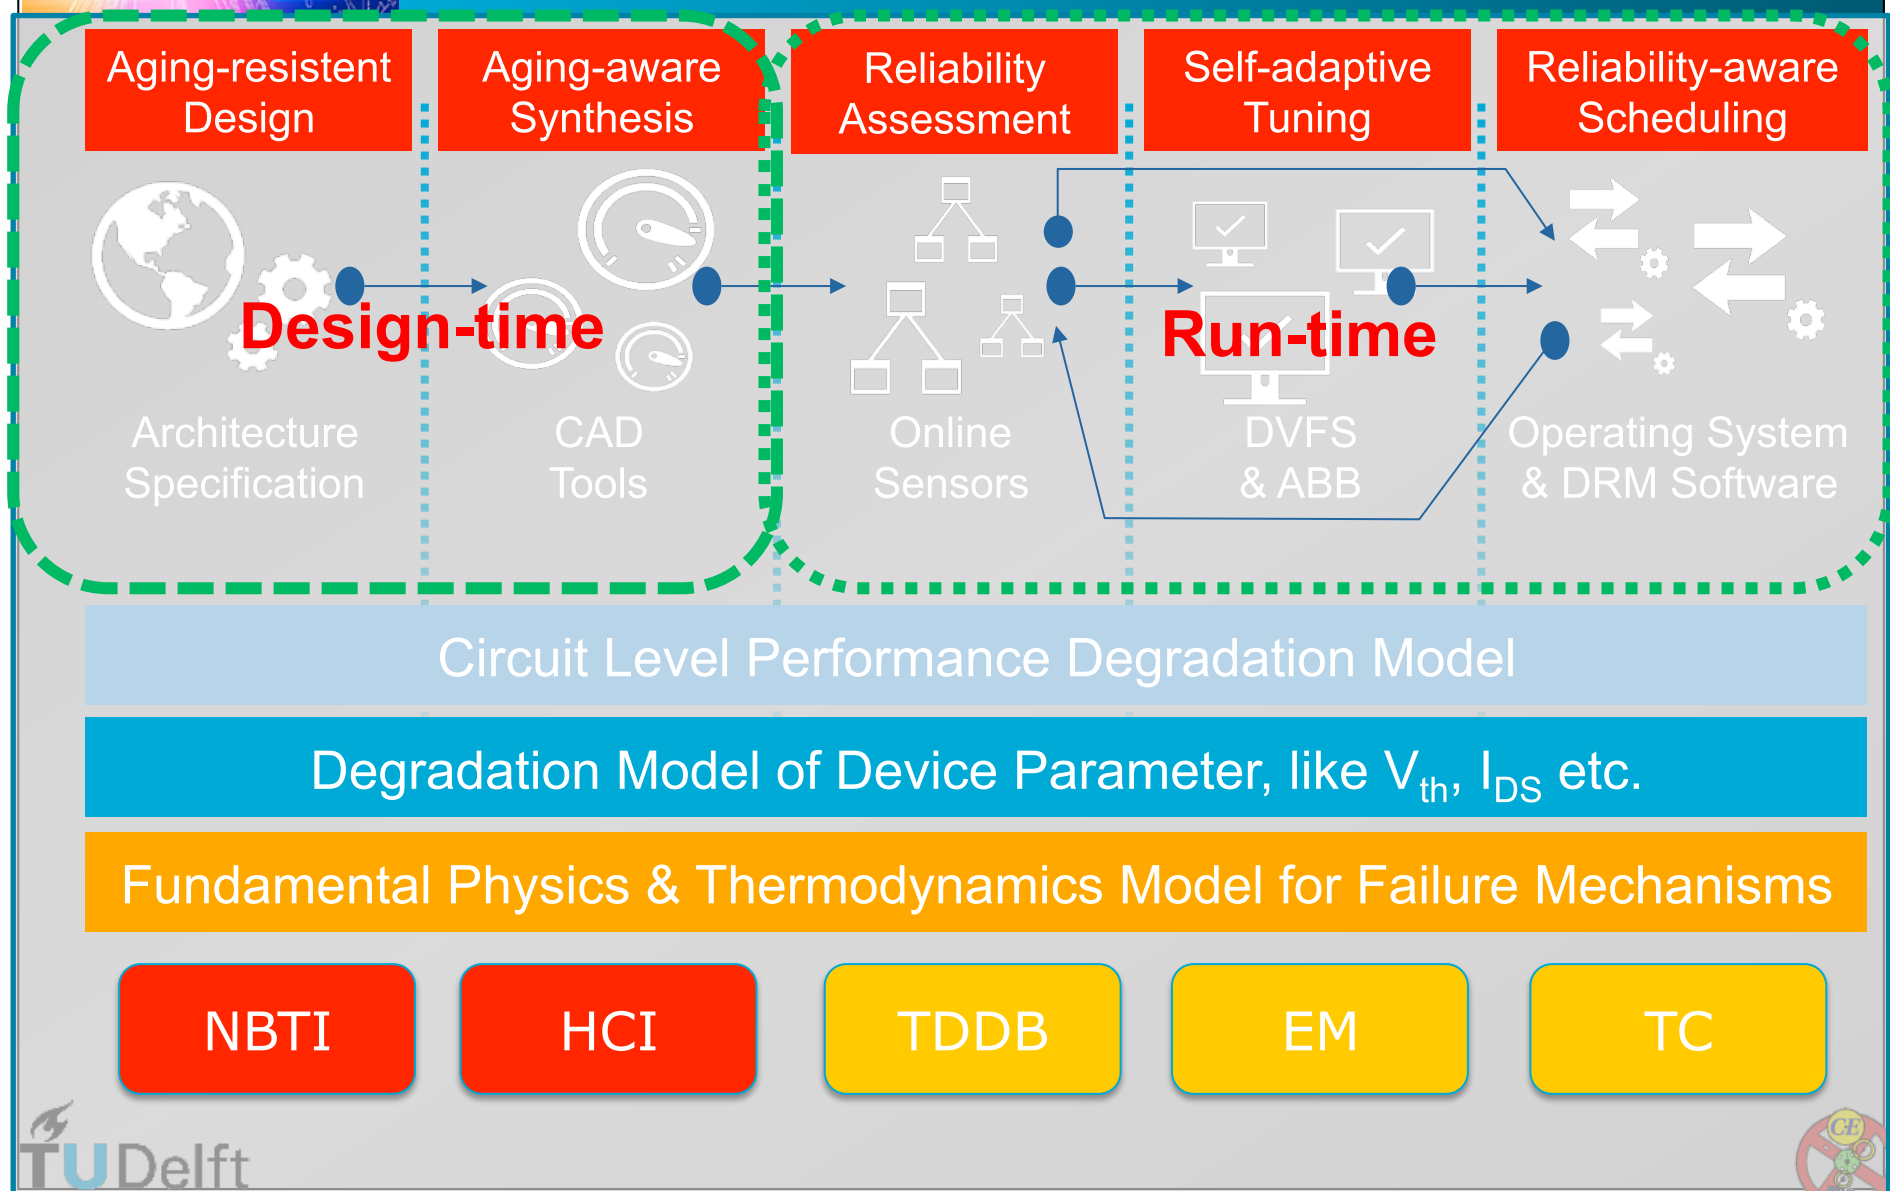 Aging-resistent
Design
Aging-aware
Synthesis
Reliability
Assessment
Self-adaptive
Tuning
Reliability-aware
Scheduling
Design-time
Run-time
Architecture
Specification
CAD
Tools
Online
Sensors
DVFS
& ABB
Operating System
& DRM Software
Circuit Level Performance Degradation Model
Degradation Model of Device Parameter, like Vth, IDS etc.
Fundamental Physics & Thermodynamics Model for Failure Mechanisms
NBTI
HCI
TDDB
EM
TC
TUDelft
CE